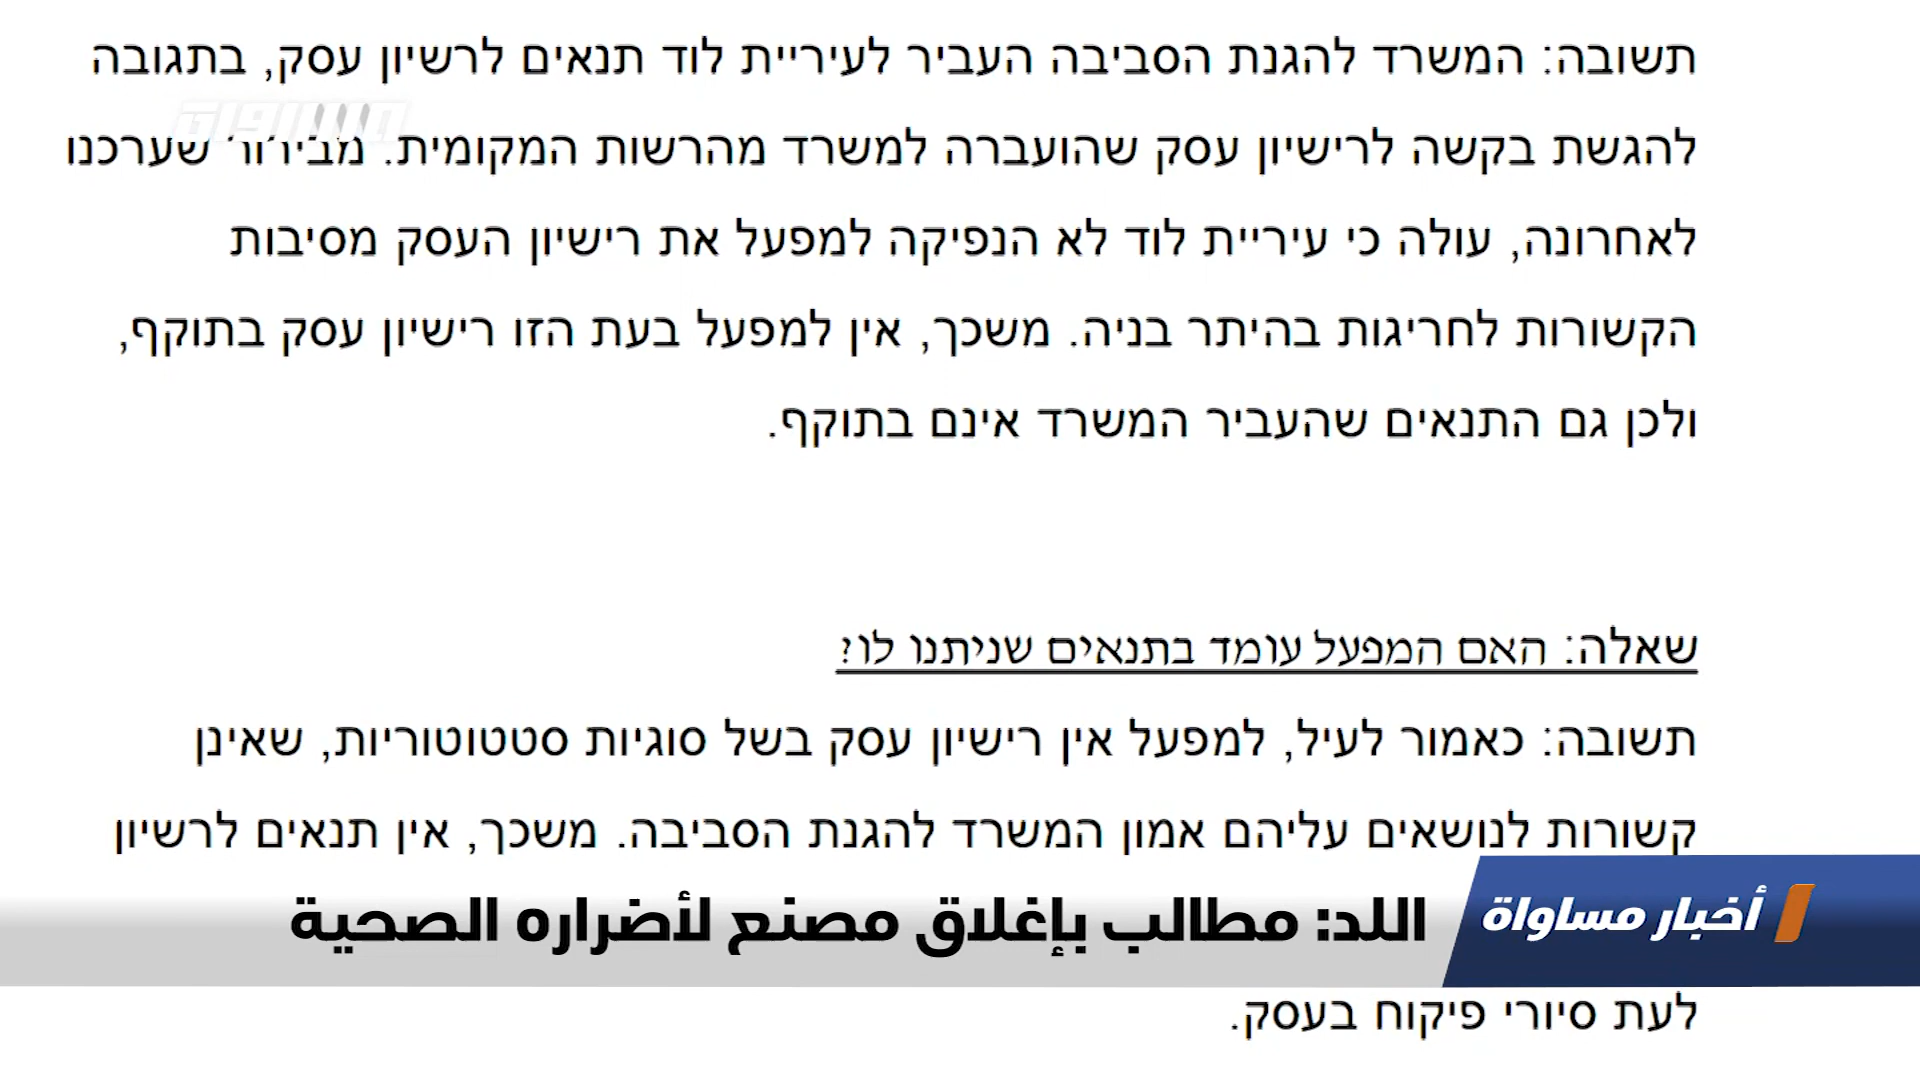 תשובה: המשרד להגנת הסביבה העביר לעיריית לוד תנאים לרשיון עסק, בתגובה
مساواة
להגשת בקשה לרישיון עסק שהועברה למשרד מהרשות המקומית. שערכנו
לאחרונה, עולה כי עיריית לוד לא הנפיקה למפעל את רישיון העסק מסיבות
הקשורות לחריגות בהיתר בניה. משכך, אין למפעל בעת הזו רישיון עסק בתוקף,
ולכן גם התנאים שהעביר המשרד אינם בתוקף.
שאלה: האם המפעל עומד בתנאים שניתנו לו?
תשובה: כאמור לעיל, למפעל אין רישיון עסק בשל סוגיות סטטוטוריות, שאינן
קשורות לנושאים עליהם אמון המשרד להגנת הסביבה. משכך, אין תנאים לרשיון
أخبار مساواة
اللد: مطالب بإغلاق مصنع لأضراره الصحية
לעת סיורי פיקוח בעסק.